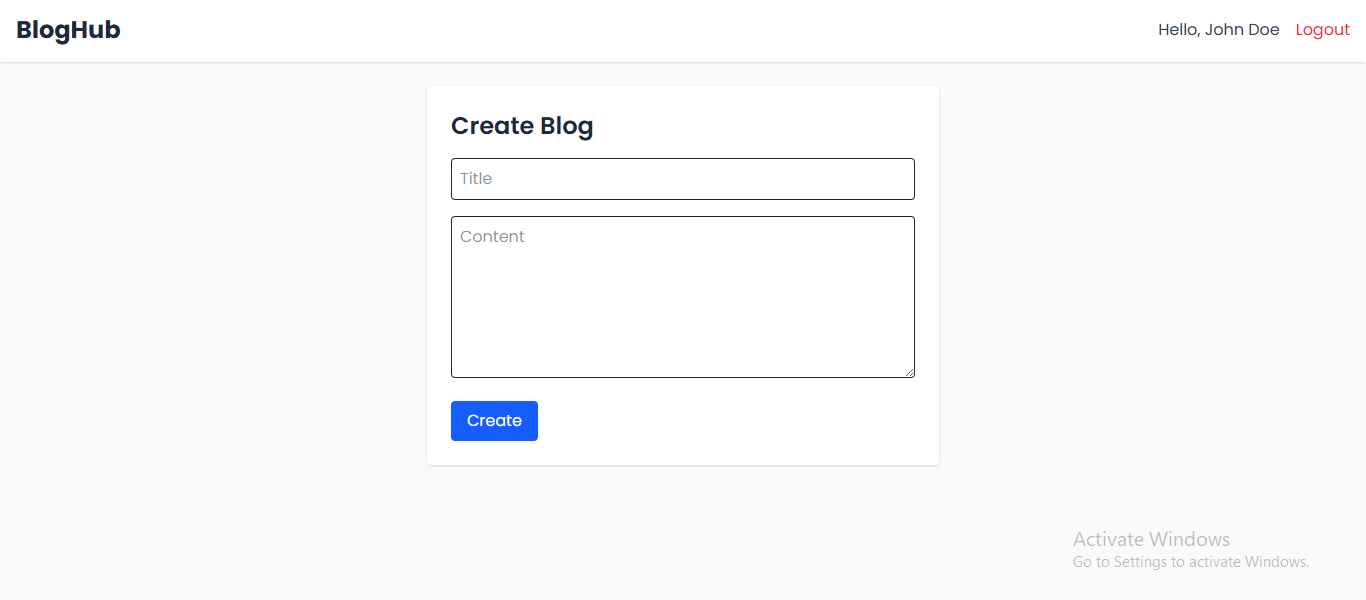 BlogHub
Hello, John Doe Logout
Create Blog
Title
Content
Create
Activate Windows
Go to Settings to activate Windows.